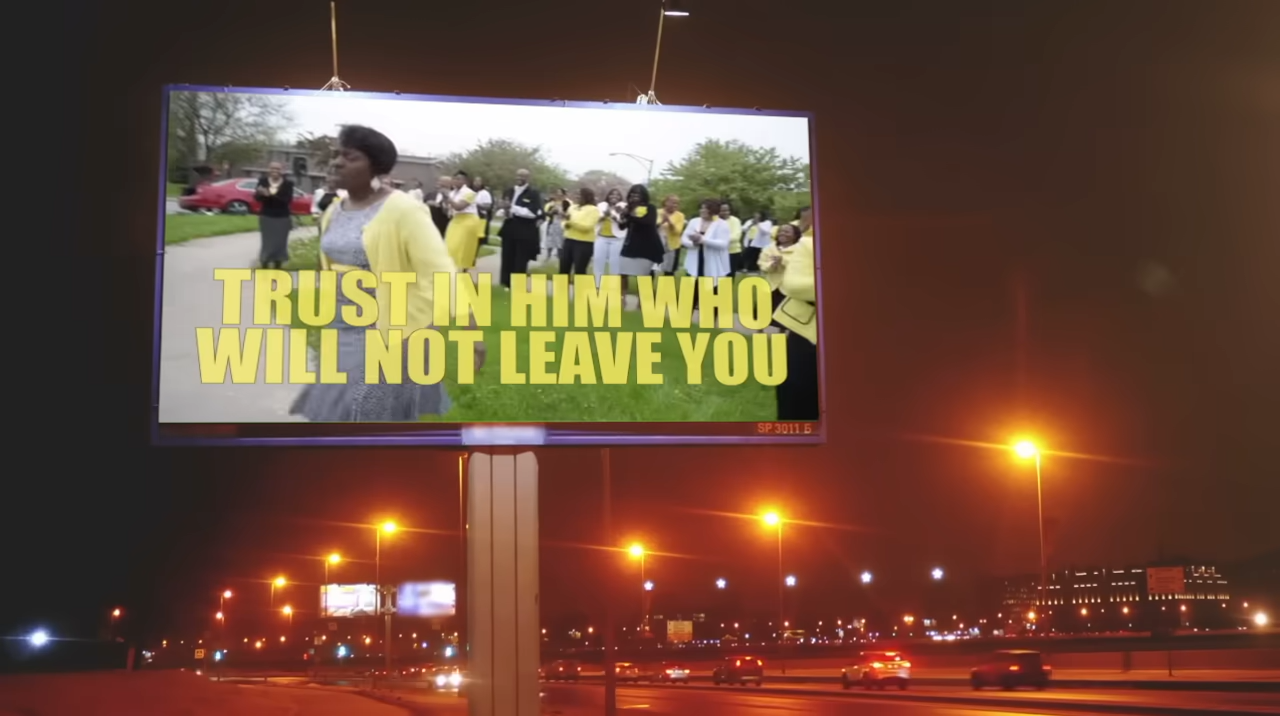 TRUST IN HIM WHO
WILL NOT LEAVE YOU
SP 3011 Б